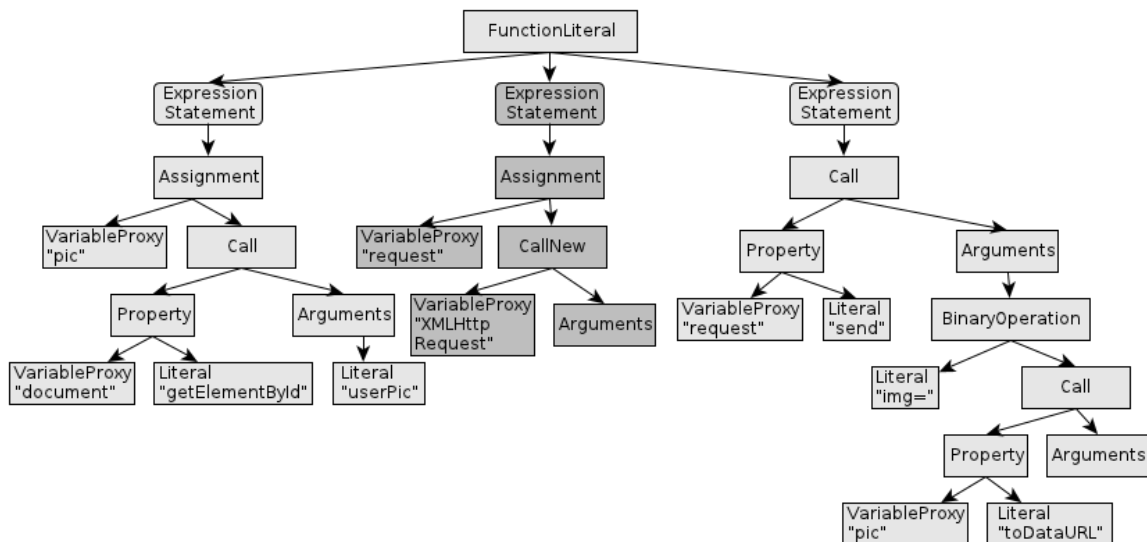 FunctionLiteral
Expression
Statement
Expression
Statement
Expression
Statement
Assignment
Assignment
Call
VariableProxy
"pic"
Call
VariableProxy
"request"
CallNew
Property
Arguments
Property
Arguments
VariableProxy
"XMLHttp
Request"
Arguments
VariableProxy
"request"
Literal
"send"
BinaryOperation
VariableProxy
"document"
Literal
"getElementById"
Literal
"userPic"
Literal
"img="
Call
Property
Arguments
VariableProxy
"pic"
Literal
"toDataURL"